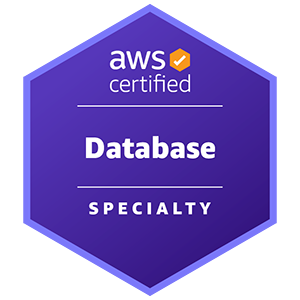 aws
certified
Database
SPECIALTY